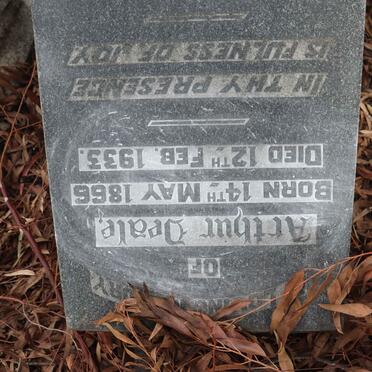 OF
Arthur Deale,
BORN 14TH MAY 1866
DIED 12TH FEB. 1933.
IN THY PRESENCE
IS FULNESS OF JOY